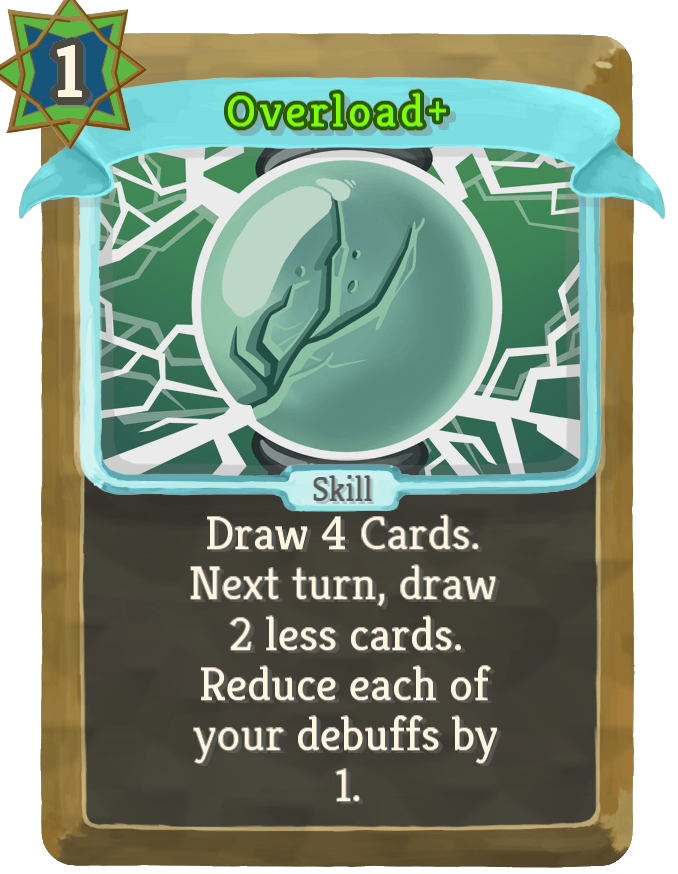 1
Overload+
Skill
Draw 4 Cards.
Next turn, draw
2 less cards.
Reduce each of
your debuffs by
1.